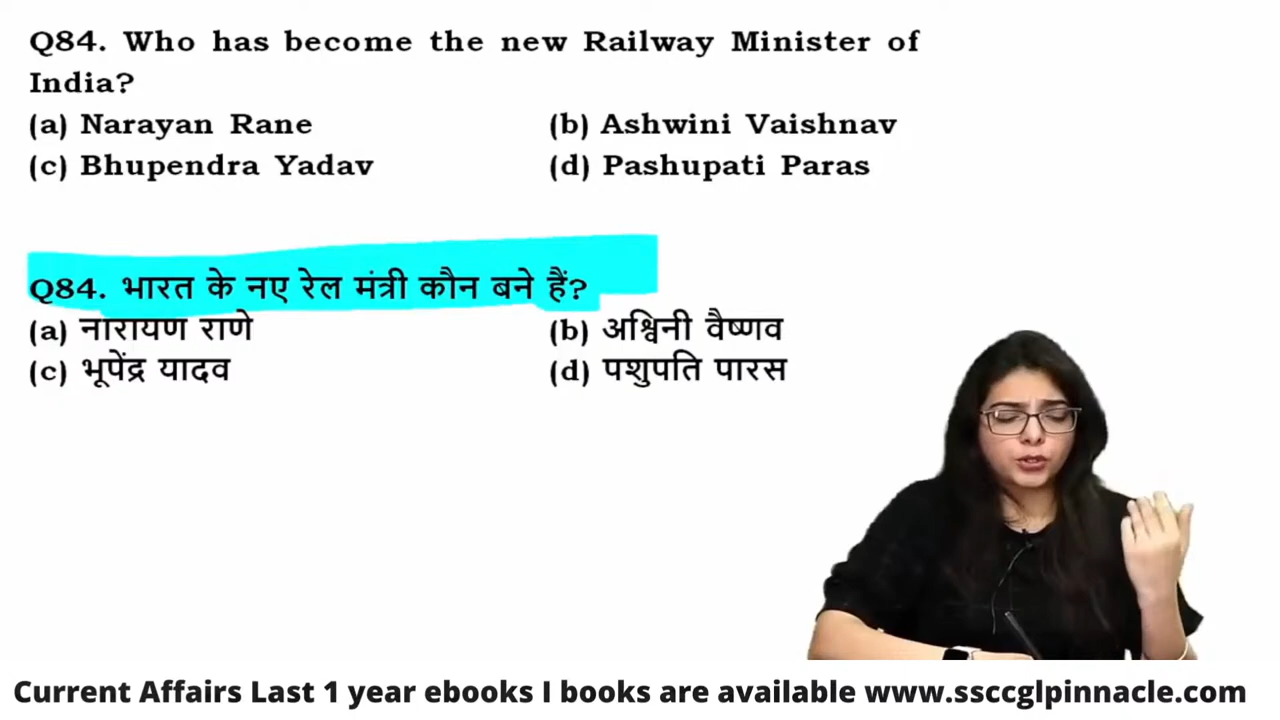 Q84. Who has become the new Railway Minister of
India?
(a) Narayan Rane (b) Ashwini Vaishnav
(c) Bhupendra Yadav (d) Pashupati Paras
Q84. भारत के नए रेल मंत्री कौन बने हैं?
(a) नारायण राणे (b) अश्विनी वैष्णव
(c) भूपेंद्र यादव (d) पशुपति पारस
Current Affairs Last 1 year ebooks I books are available www.ssccglpinnacle.com